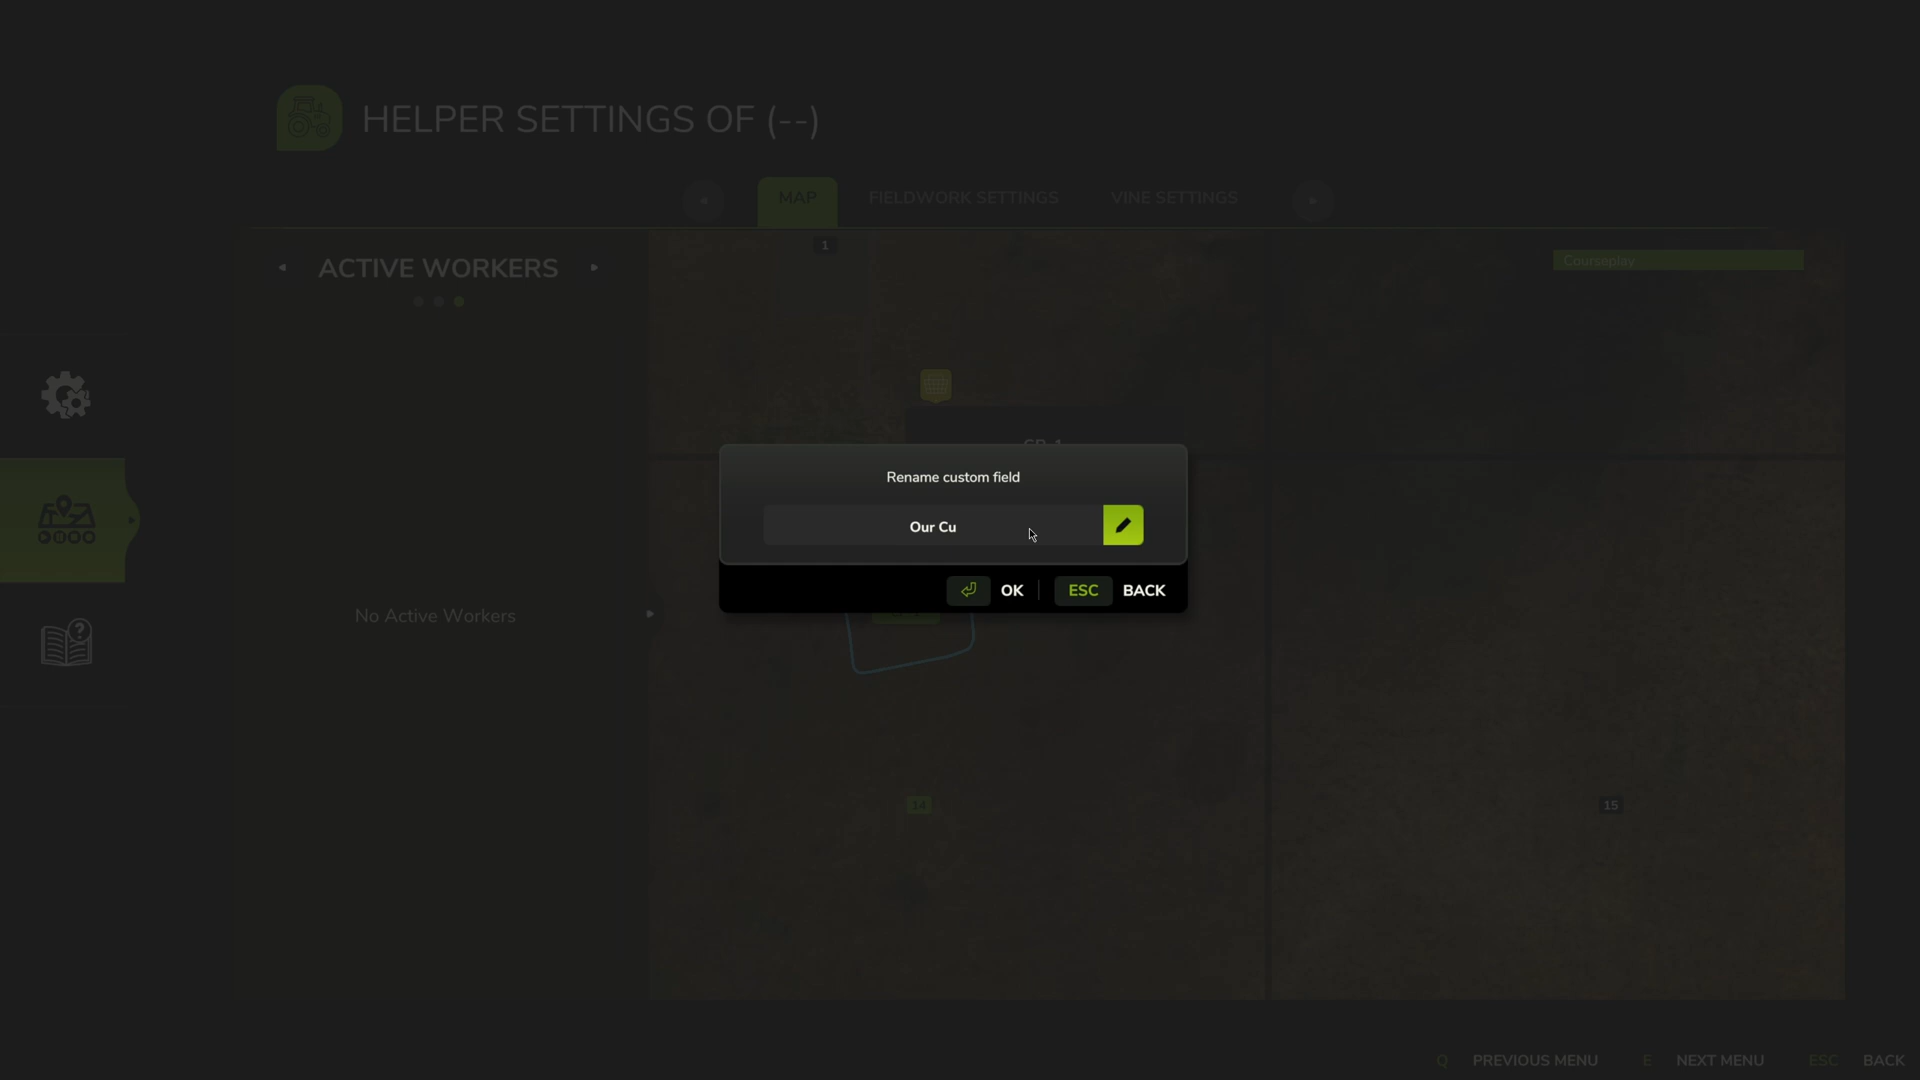 HELPER SETTINGS OF (--)
MAP
FIELDWORK SETTINGS
VINE SETTINGS
ACTIVE WORKERS
1
Courseplay
Rename custom field
Our Cu
OK
ESC BACK
No Active Workers
14
15
Q PREVIOUS MENU
E NEXT MENU
ESC BACK